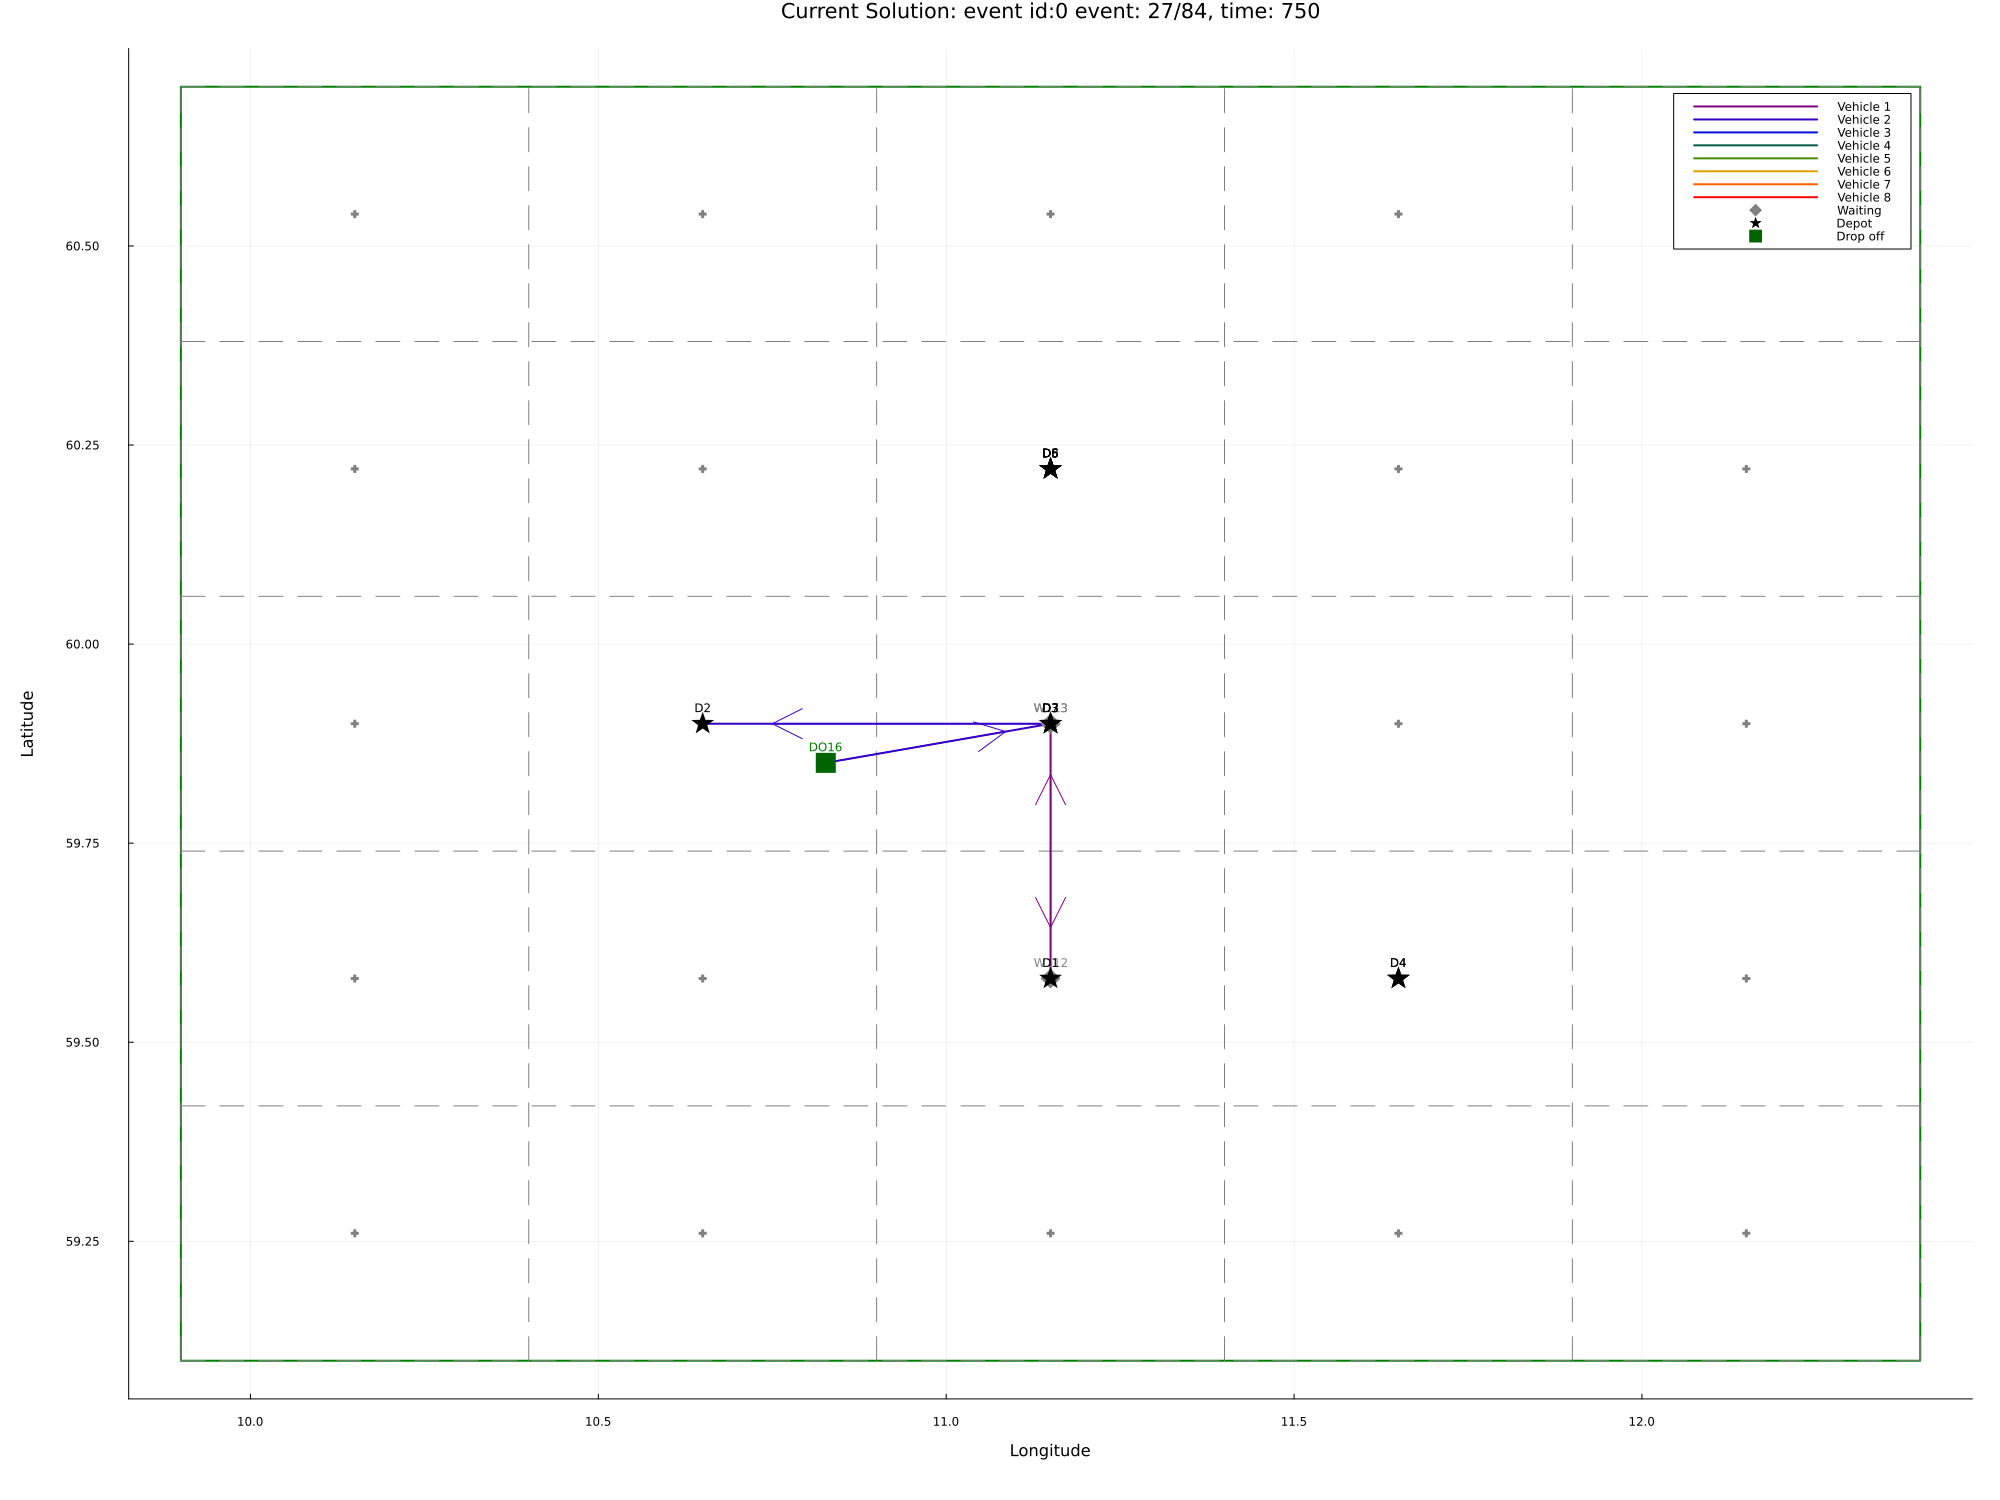 Current Solution: event id:0 event: 27/84, time: 750
Vehicle 1
Vehicle 2
Vehicle 3
Vehicle 4
Vehicle 5
Vehicle 6
Vehicle 7
Vehicle 8
Waiting
Depot
Drop off
60.50
60.25
60.00
59.75
59.50
59.25
Latitude
D2
DO16
D1
D4
10.0
10.5
11.0
11.5
12.0
Longitude